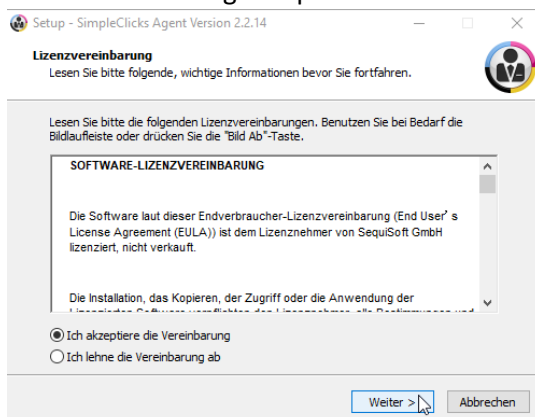 Setup - SimpleClicks Agent Version 2.2.14
Lizenzvereinbarung
Lesen Sie bitte folgende, wichtige Informationen bevor Sie fortfahren.
Lesen Sie bitte die folgenden Lizenzvereinbarungen. Benutzen Sie bei Bedarf die
Bildlaufleiste oder drücken Sie die "Bild Ab"-Taste.
SOFTWARE-LIZENZVEREINBARUNG
Die Software laut dieser Endverbraucher-Lizenzvereinbarung (End User’s
License Agreement (EULA)) ist dem Lizenznehmer von SequiSoft GmbH
lizenziert, nicht verkauft.
Die Installation, das Kopieren, der Zugriff oder die Anwendung der
Ich akzeptiere die Vereinbarung
Ich lehne die Vereinbarung ab
Weiter >
Abbrechen